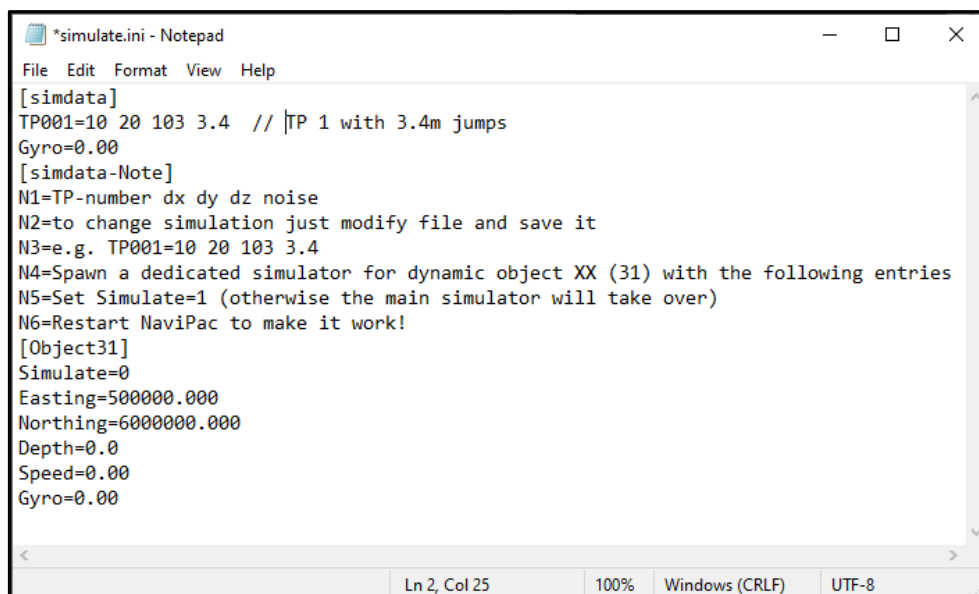 *simulate.ini - Notepad
File Edit Format View Help
[simdata]
TP001=10 20 103 3.4  // TP 1 with 3.4m jumps
Gyro=0.00
[simdata-Note]
N1=TP-number dx dy dz noise
N2=to change simulation just modify file and save it
N3=e.g. TP001=10 20 103 3.4
N4=Spawn a dedicated simulator for dynamic object XX (31) with the following entries
N5=Set Simulate=1 (otherwise the main simulator will take over)
N6=Restart NaviPac to make it work!
[Object31]
Simulate=0
Easting=500000.000
Northing=6000000.000
Depth=0.0
Speed=0.00
Gyro=0.00
Ln 2, Col 25 100% Windows (CRLF) UTF-8